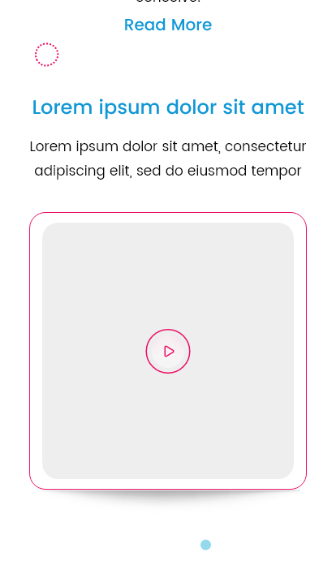 Read More
Lorem ipsum dolor sit amet
Lorem ipsum dolor sit amet, consectetur
adipiscing elit, sed do eiusmod tempor